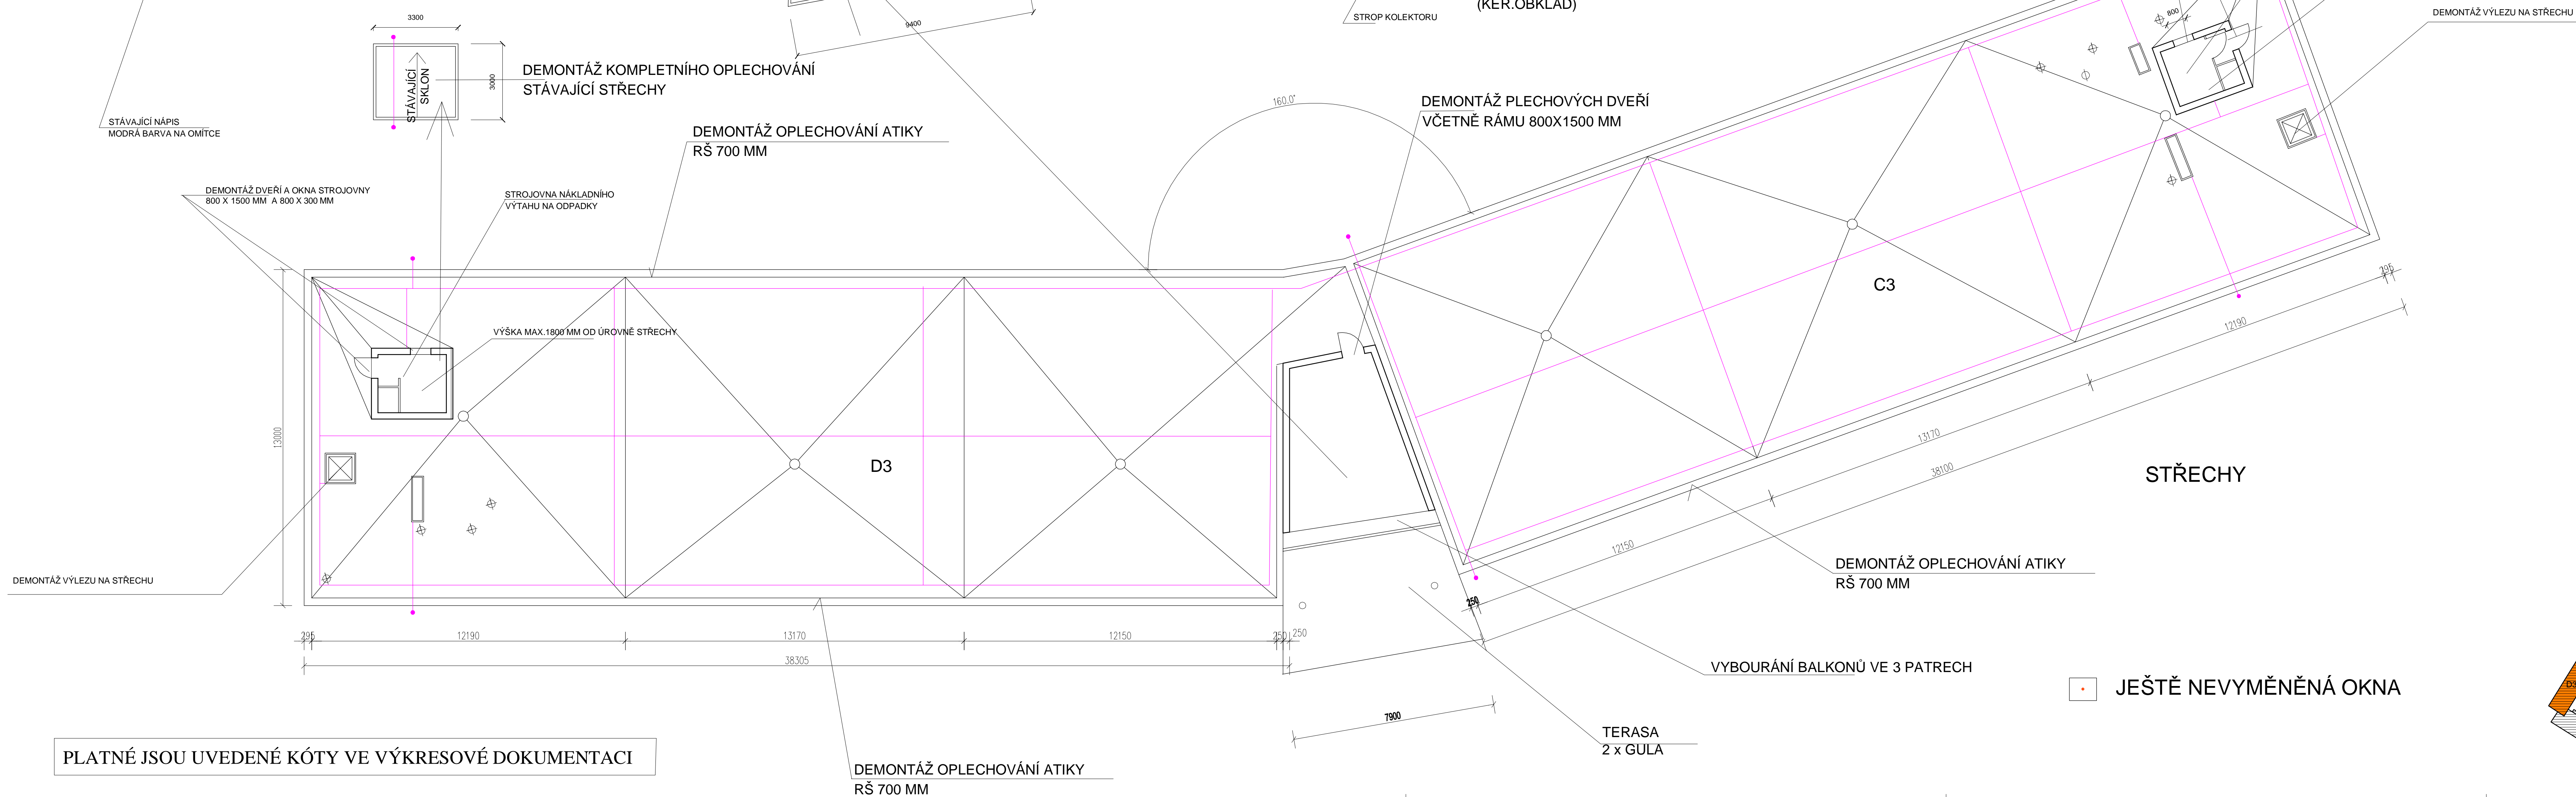 3300
9400
(KER.OBKLAD)
STROP KOLEKTORU
800
DEMONTÁŽ VÝLEZU NA STŘECHU
STÁVAJÍCÍ
SKLON
3000
DEMONTÁŽ KOMPLETNÍHO OPLECHOVÁNÍ
STÁVAJÍCÍ STŘECHY
STÁVAJÍCÍ NÁPIS
MODRÁ BARVA NA OMÍTCE
DEMONTÁŽ OPLECHOVÁNÍ ATIKY
RŠ 700 MM
160,0°
DEMONTÁŽ PLECHOVÝCH DVEŘÍ
VČETNĚ RÁMU 800X1500 MM
DEMONTÁŽ DVEŘÍ A OKNA STROJOVNY
800 X 1500 MM A 800 X 300 MM
STROJOVNA NÁKLADNÍHO
VÝTAHU NA ODPADKY
VÝŠKA MAX.1800 MM OD ÚROVNĚ STŘECHY
C3
295
12190
13170
38100
12150
250
13000
D3
STŘECHY
DEMONTÁŽ VÝLEZU NA STŘECHU
DEMONTÁŽ OPLECHOVÁNÍ ATIKY
RŠ 700 MM
295
12190
13170
12150
250
250
38305
VYBOURÁNÍ BALKONŮ VE 3 PATRECH
JEŠTĚ NEVYMĚNĚNÁ OKNA
D3
7900
TERASA
2 x GULA
PLATNÉ JSOU UVEDENÉ KÓTY VE VÝKRESOVÉ DOKUMENTACI
DEMONTÁŽ OPLECHOVÁNÍ ATIKY
RŠ 700 MM